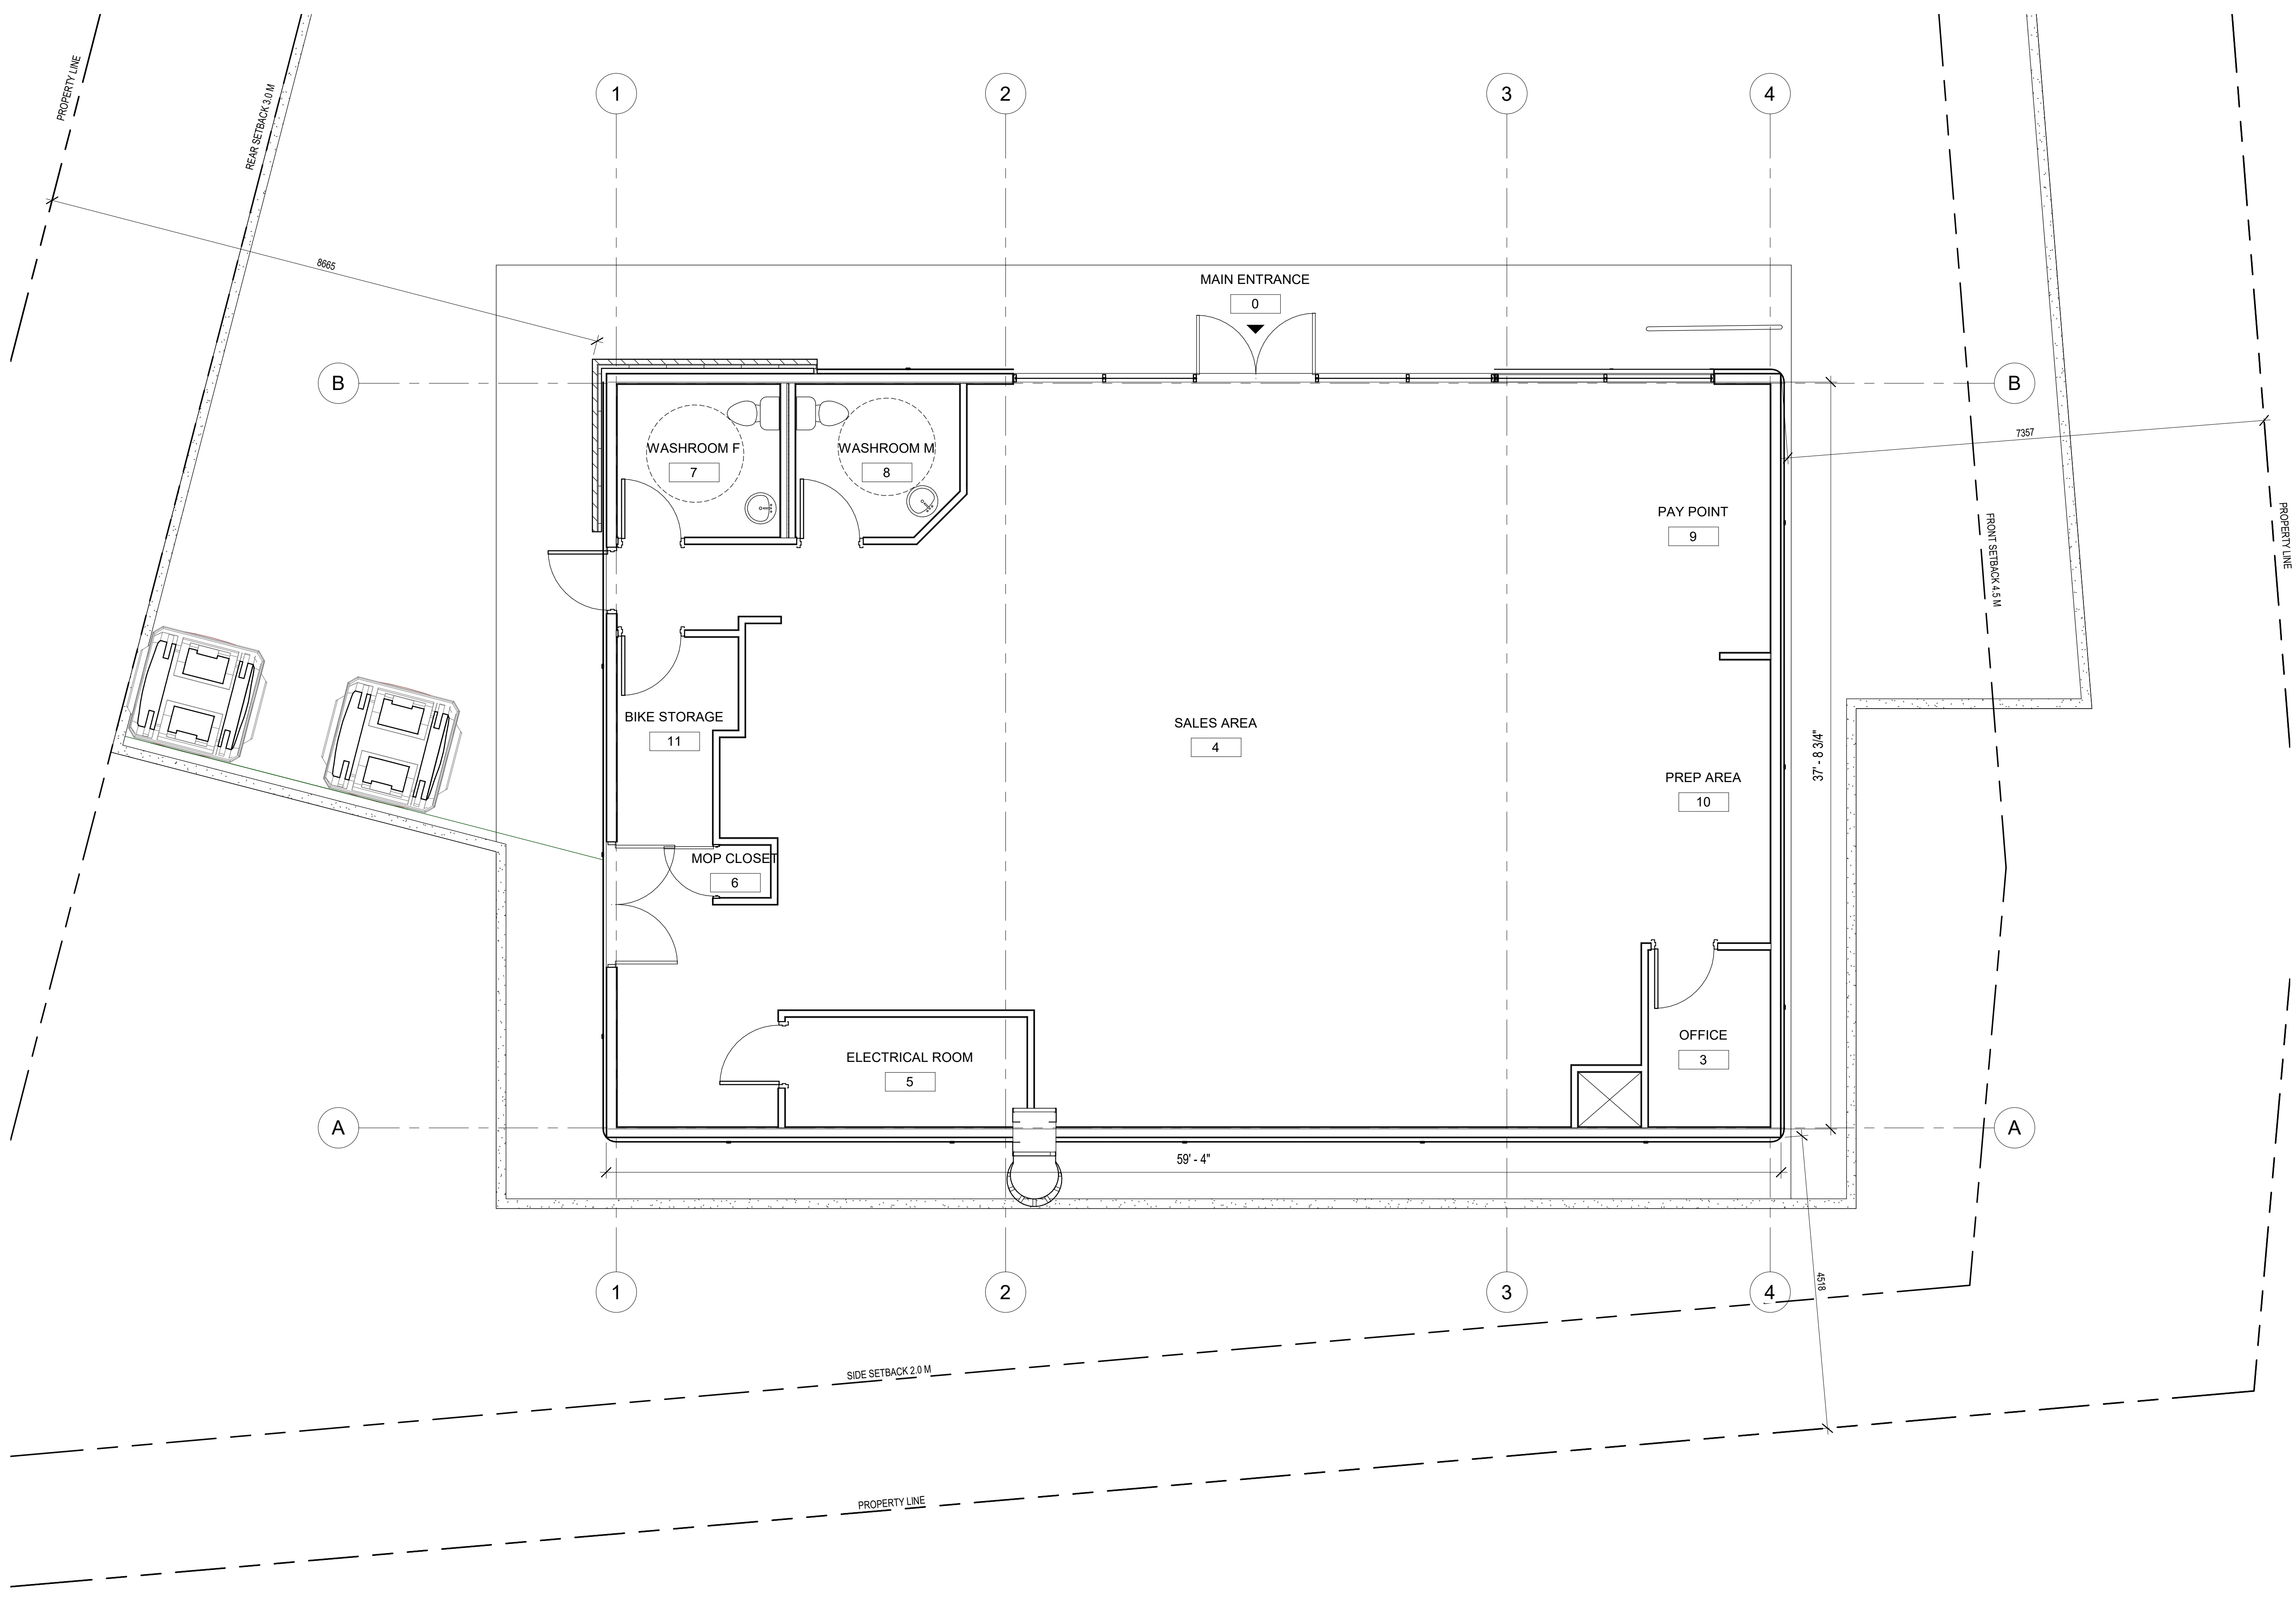 PROPERTY LINE
REAR SETBACK 3.0 M
1
2
3
4
8665
MAIN ENTRANCE
0
B
B
7357
WASHROOM F
7
WASHROOM M
8
PAY POINT
9
FRONT SETBACK 4.5 M
PROPERTY LINE
BIKE STORAGE
11
SALES AREA
4
37' - 8 3/4"
PREP AREA
10
MOP CLOSET
6
OFFICE
3
ELECTRICAL ROOM
5
A
A
59' - 4"
4518
1
2
3
4
SIDE SETBACK 2.0 M
PROPERTY LINE